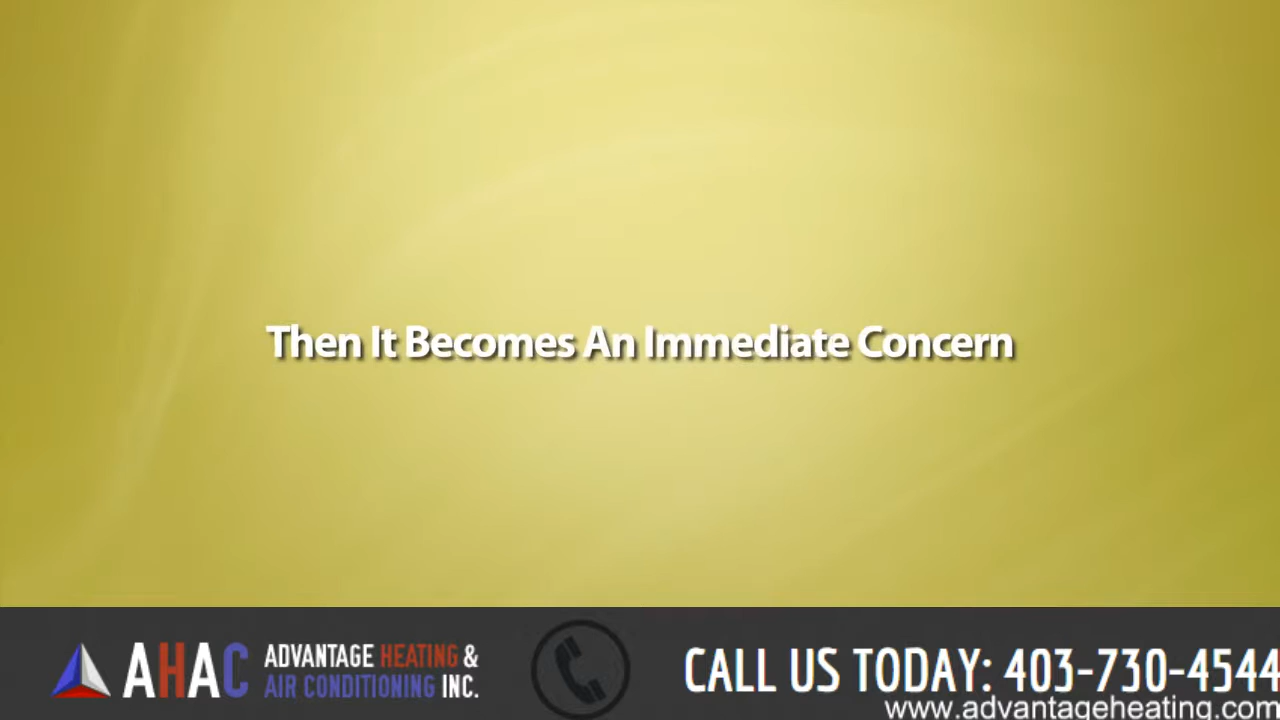 Then It Becomes An Immediate Concern
AHAC
ADVANTAGE HEATING &
AIR CONDITIONING INC.
CALL US TODAY: 403-730-4544
www.advantageheating.com